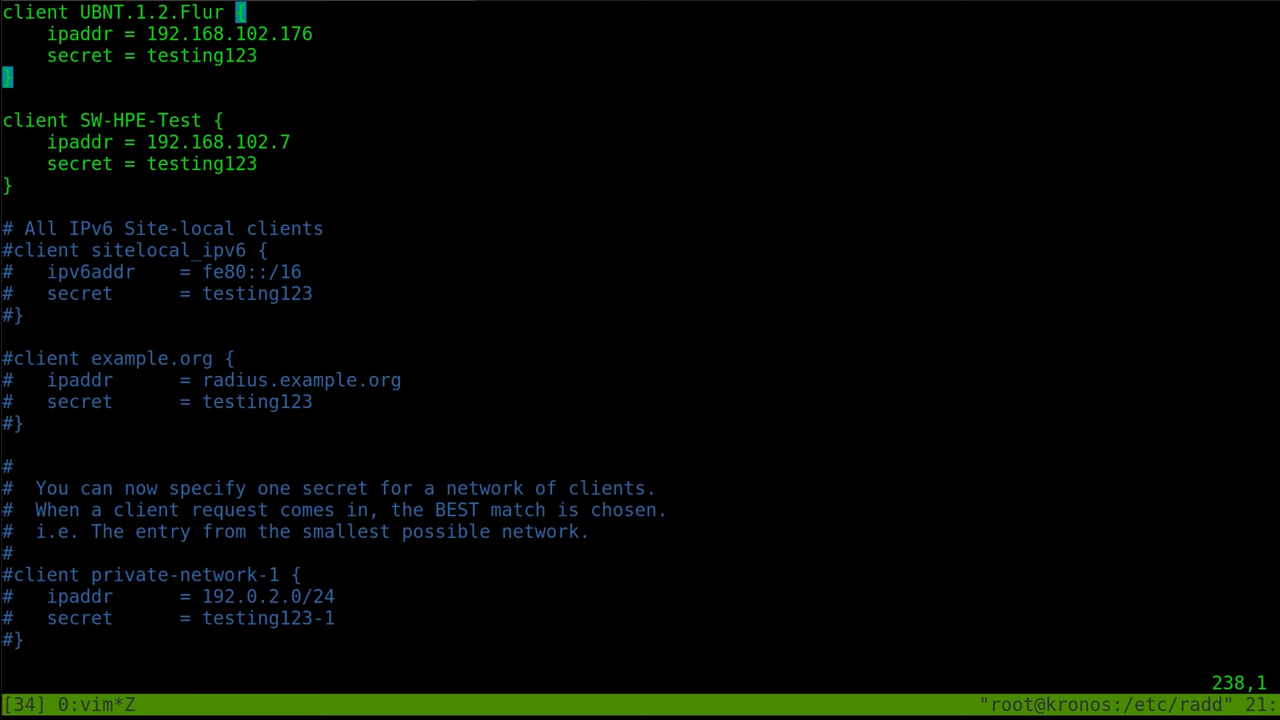 client UBNT.1.2.Flur {
    ipaddr = 192.168.102.176
    secret = testing123
}
client SW-HPE-Test {
    ipaddr = 192.168.102.7
    secret = testing123
}
# All IPv6 Site-local clients
#client sitelocal_ipv6 {
#   ipv6addr    = fe80::/16
#   secret      = testing123
#}
#client example.org {
#   ipaddr      = radius.example.org
#   secret      = testing123
#}
#
#  You can now specify one secret for a network of clients.
#  When a client request comes in, the BEST match is chosen.
#  i.e. The entry from the smallest possible network.
#
#client private-network-1 {
#   ipaddr      = 192.0.2.0/24
#   secret      = testing123-1
#}
238,1
[34] 0:vim*Z "root@kronos:/etc/radd" 21: